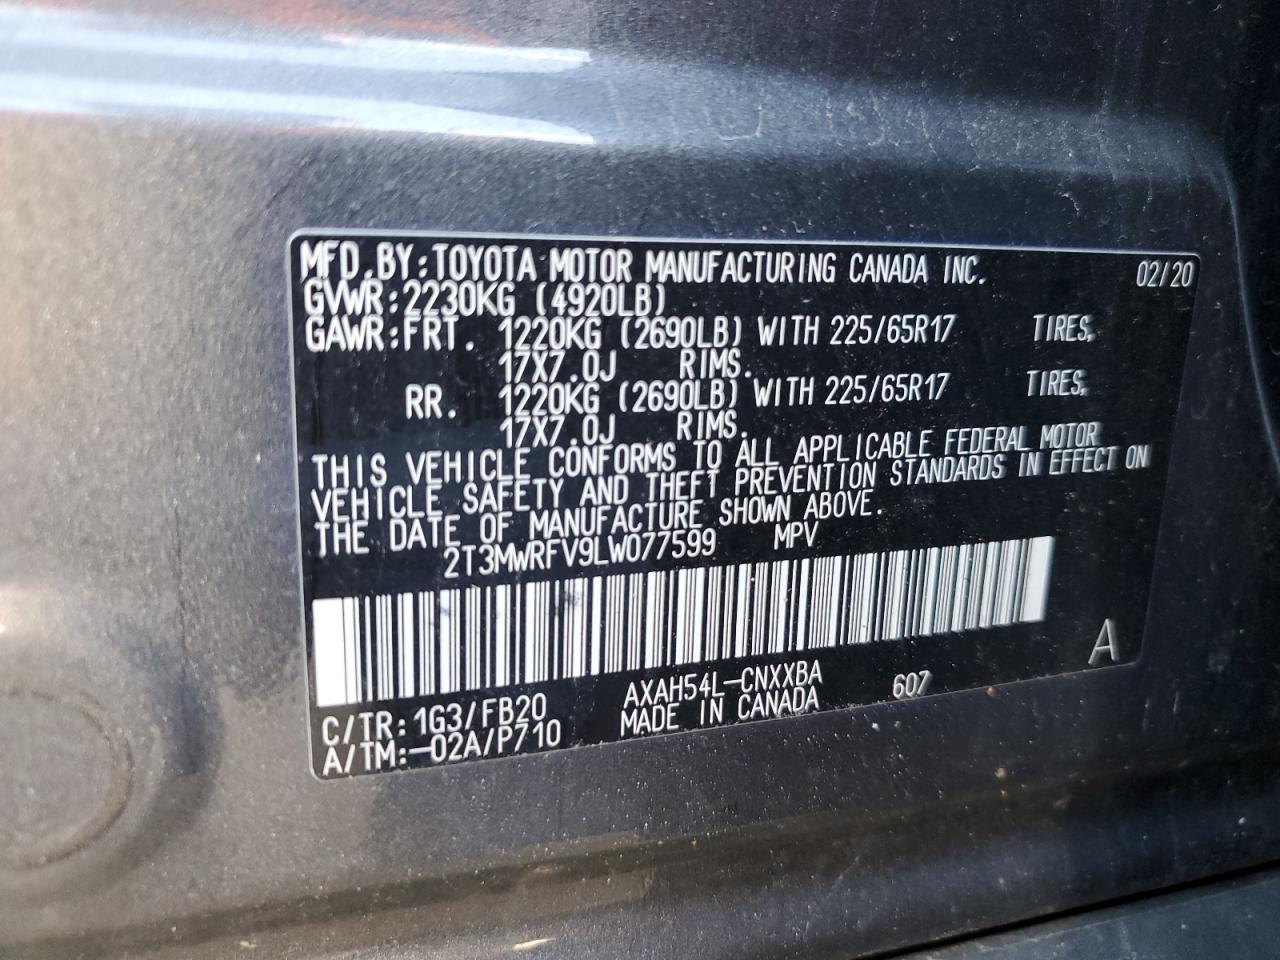 MFD.BY:TOYOTA MOTOR MANUFACTURING CANADA INC. 02/20
GVWR:2230KG (4920LB)
GAWR:FRT. 1220KG (2690LB) WITH 225/65R17 TIRES,
17X7.0J RIMS.
RR. 1220KG (2690LB) WITH 225/65R17 TIRES,
17X7.0J RIMS.
THIS VEHICLE CONFORMS TO ALL APPLICABLE FEDERAL MOTOR
VEHICLE SAFETY AND THEFT PREVENTION STANDARDS IN EFFECT ON
THE DATE OF MANUFACTURE SHOWN ABOVE.
2T3MWRFV9LW077599 MPV
A
C/TR:1G3/FB20 AXAH54L-CNXXBA 607
A/TM:-02A/P710 MADE IN CANADA